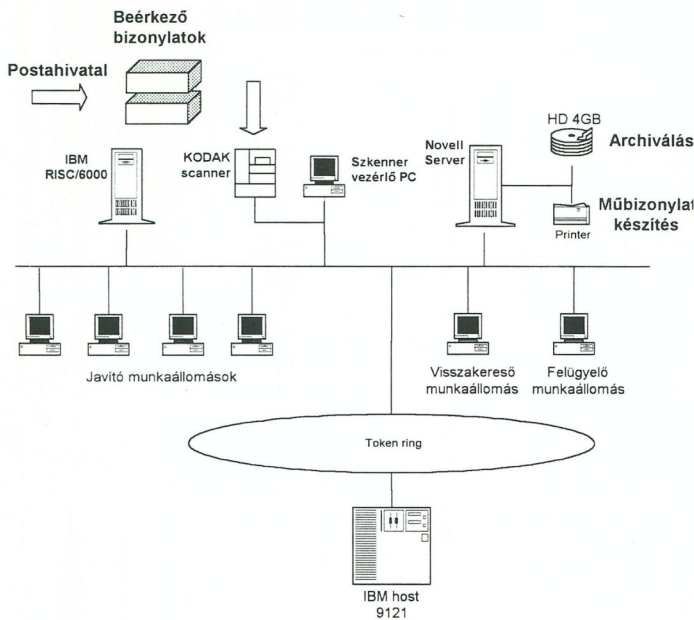 Beérkező
bizonylatok
Postahivatal
IBM
RISC/6000
KODAK
scanner
Szkenner
vezérlő PC
Novell
Server
HD 4GB
Archiválás
Printer
Műbizonylat
készítés
Javító munkaállomások
Visszakereső
munkaállomás
Felügyelő
munkaállomás
Token ring
IBM host
9121